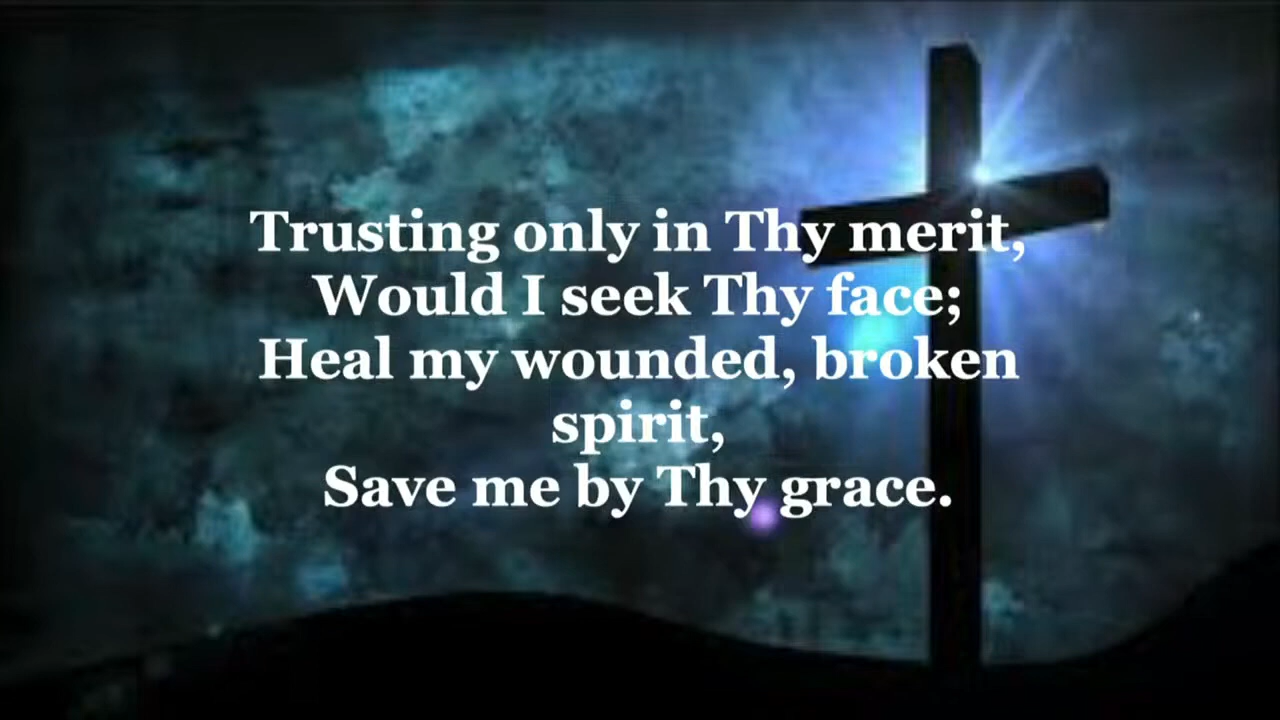 Trusting only in Thy merit,
Would I seek Thy face;
Heal my wounded, broken
spirit,
Save me by Thy grace.